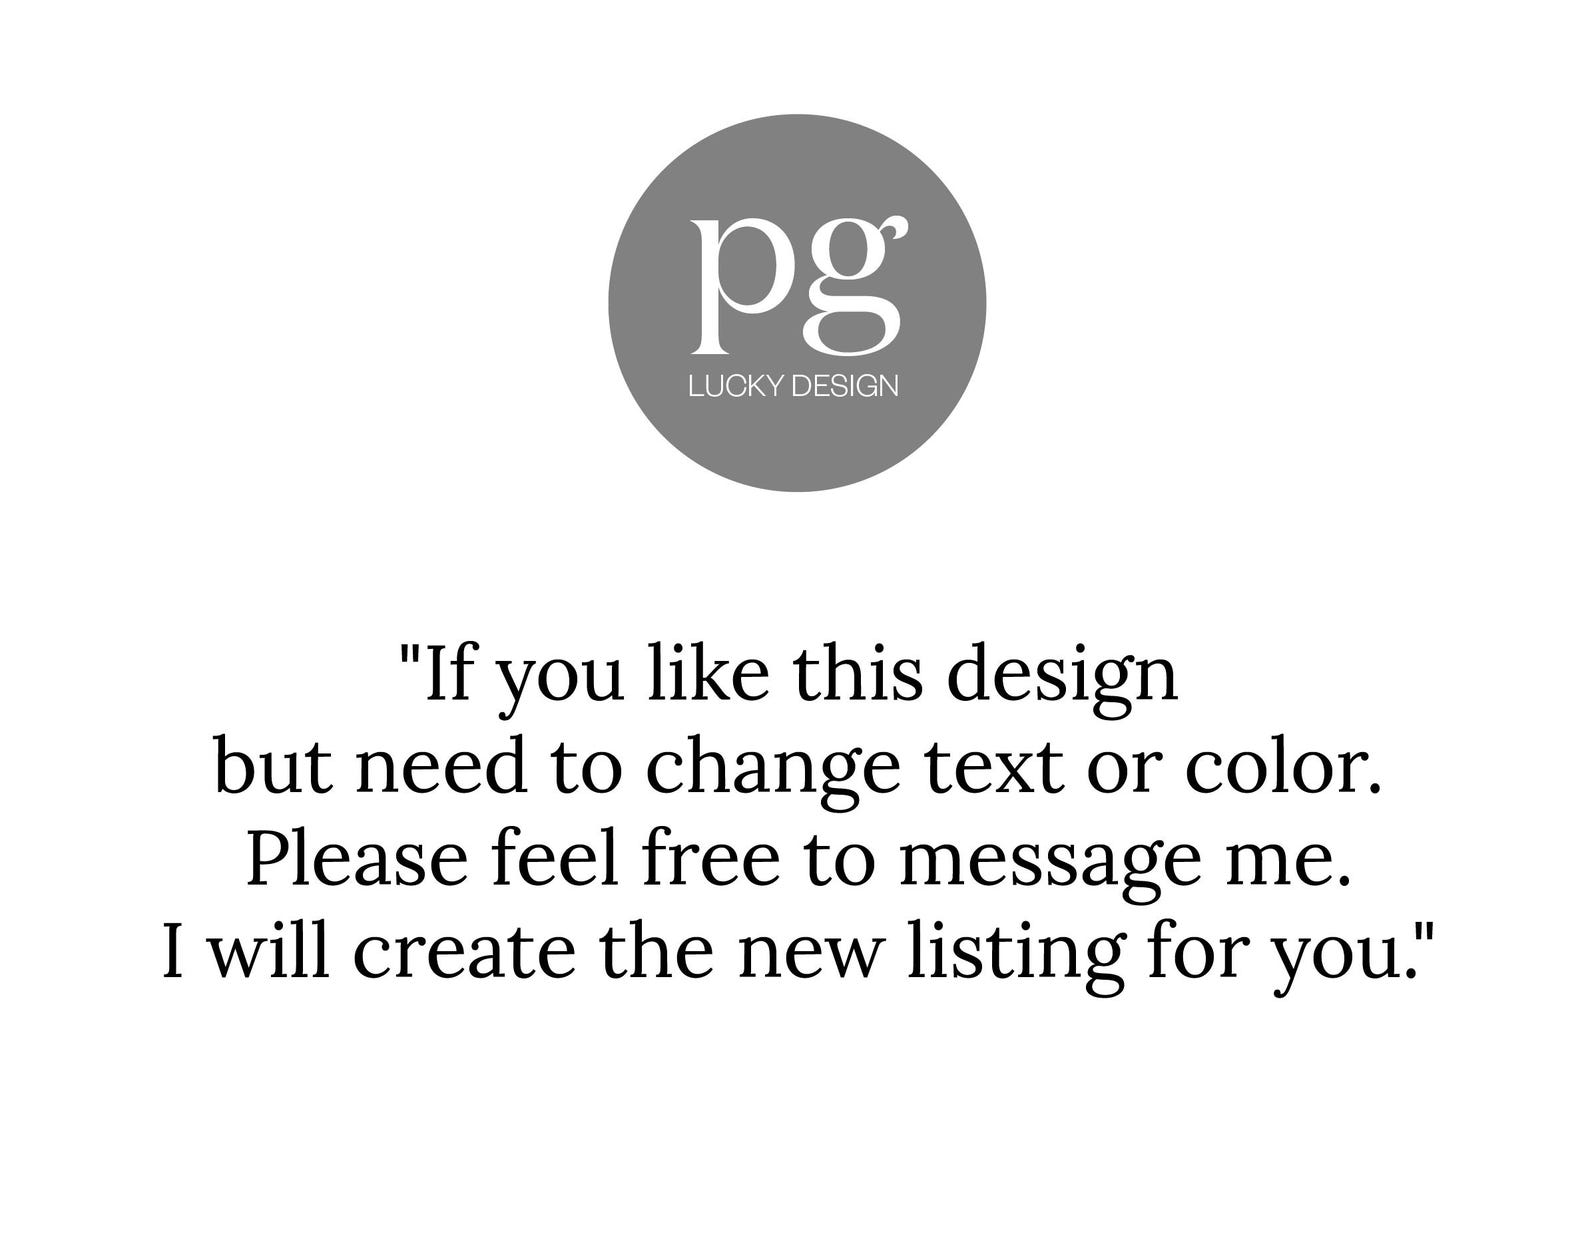 pg
LUCKY DESIGN
"If you like this design
but need to change text or color.
Please feel free to message me.
I will create the new listing for you."